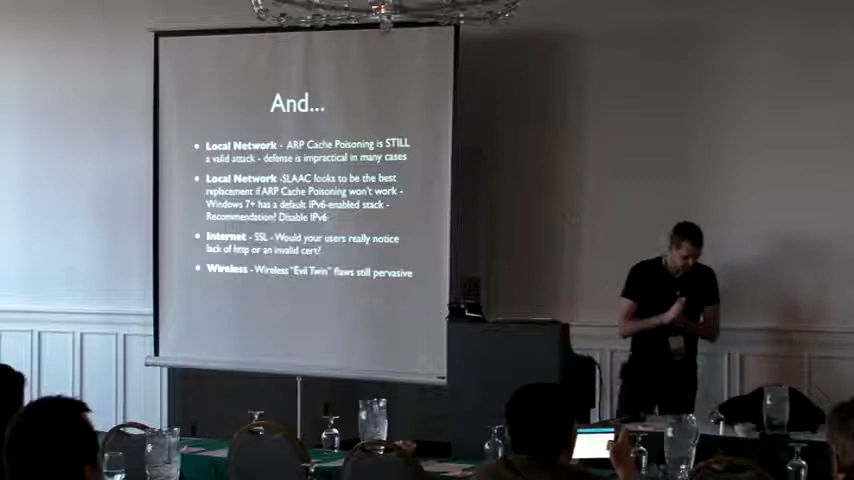 And...
• Local Network - ARP Cache Poisoning is STILL
a valid attack - defense is impractical in many cases
• Local Network -SLAAC looks to be the best
replacement if ARP Cache Poisoning won't work -
Windows 7+ has a default IPv6-enabled stack -
Recommendation? Disable IPv6
• Internet - SSL - Would your users really notice
lack of http or an invalid cert?
• Wireless - Wireless "Evil Twin" flaws still pervasive